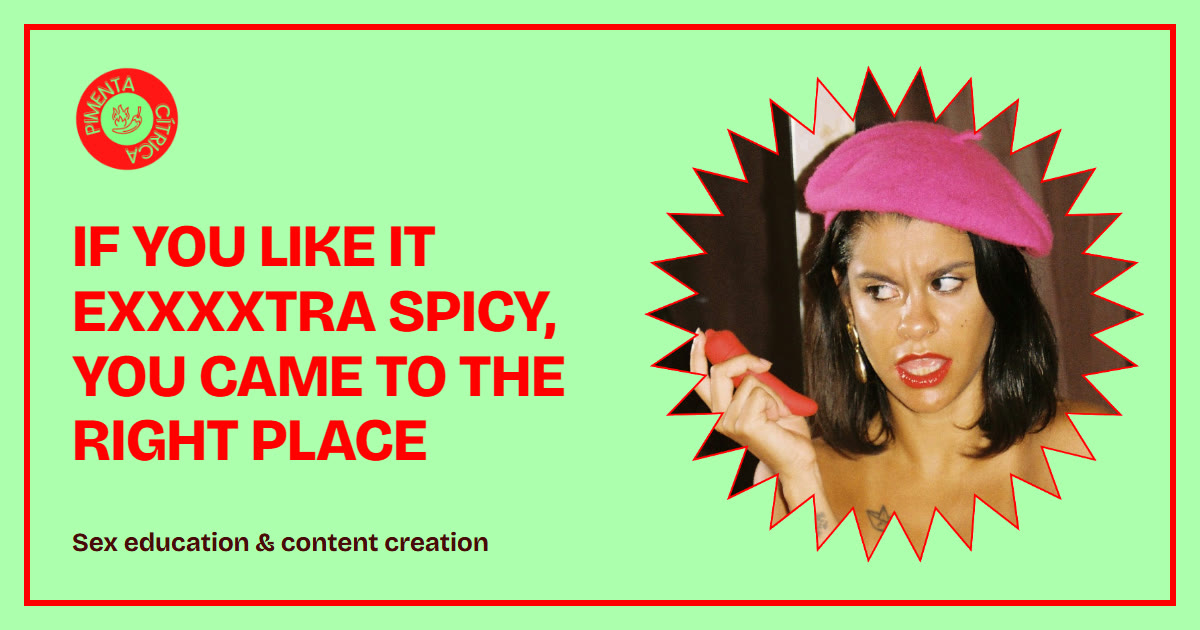 PIMENTA
CÍTRICA
IF YOU LIKE IT
EXXXXTRA SPICY,
YOU CAME TO THE
RIGHT PLACE
Sex education & content creation